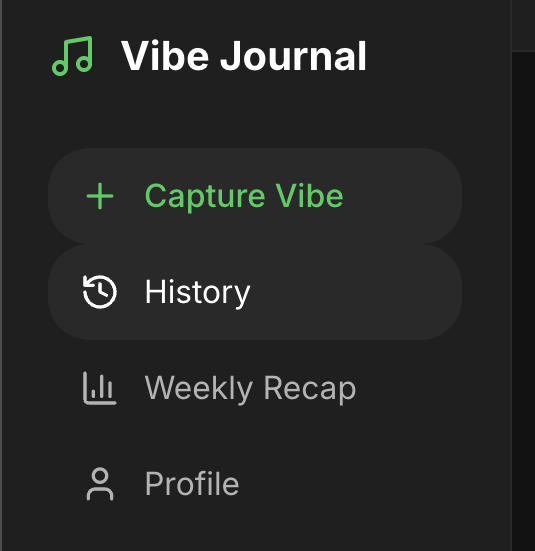 Vibe Journal
Capture Vibe
History
Weekly Recap
Profile